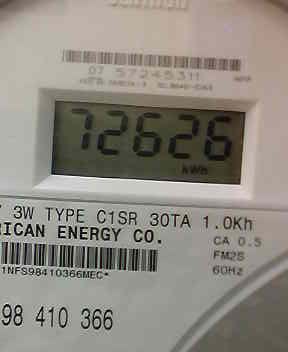 07 57245311
72626
kWh
3W TYPE C1SR 30TA 1.0Kh
RICAN ENERGY CO.
CA 0.5
FM2S
60Hz
1NFS98410366MEC*
98 410 366